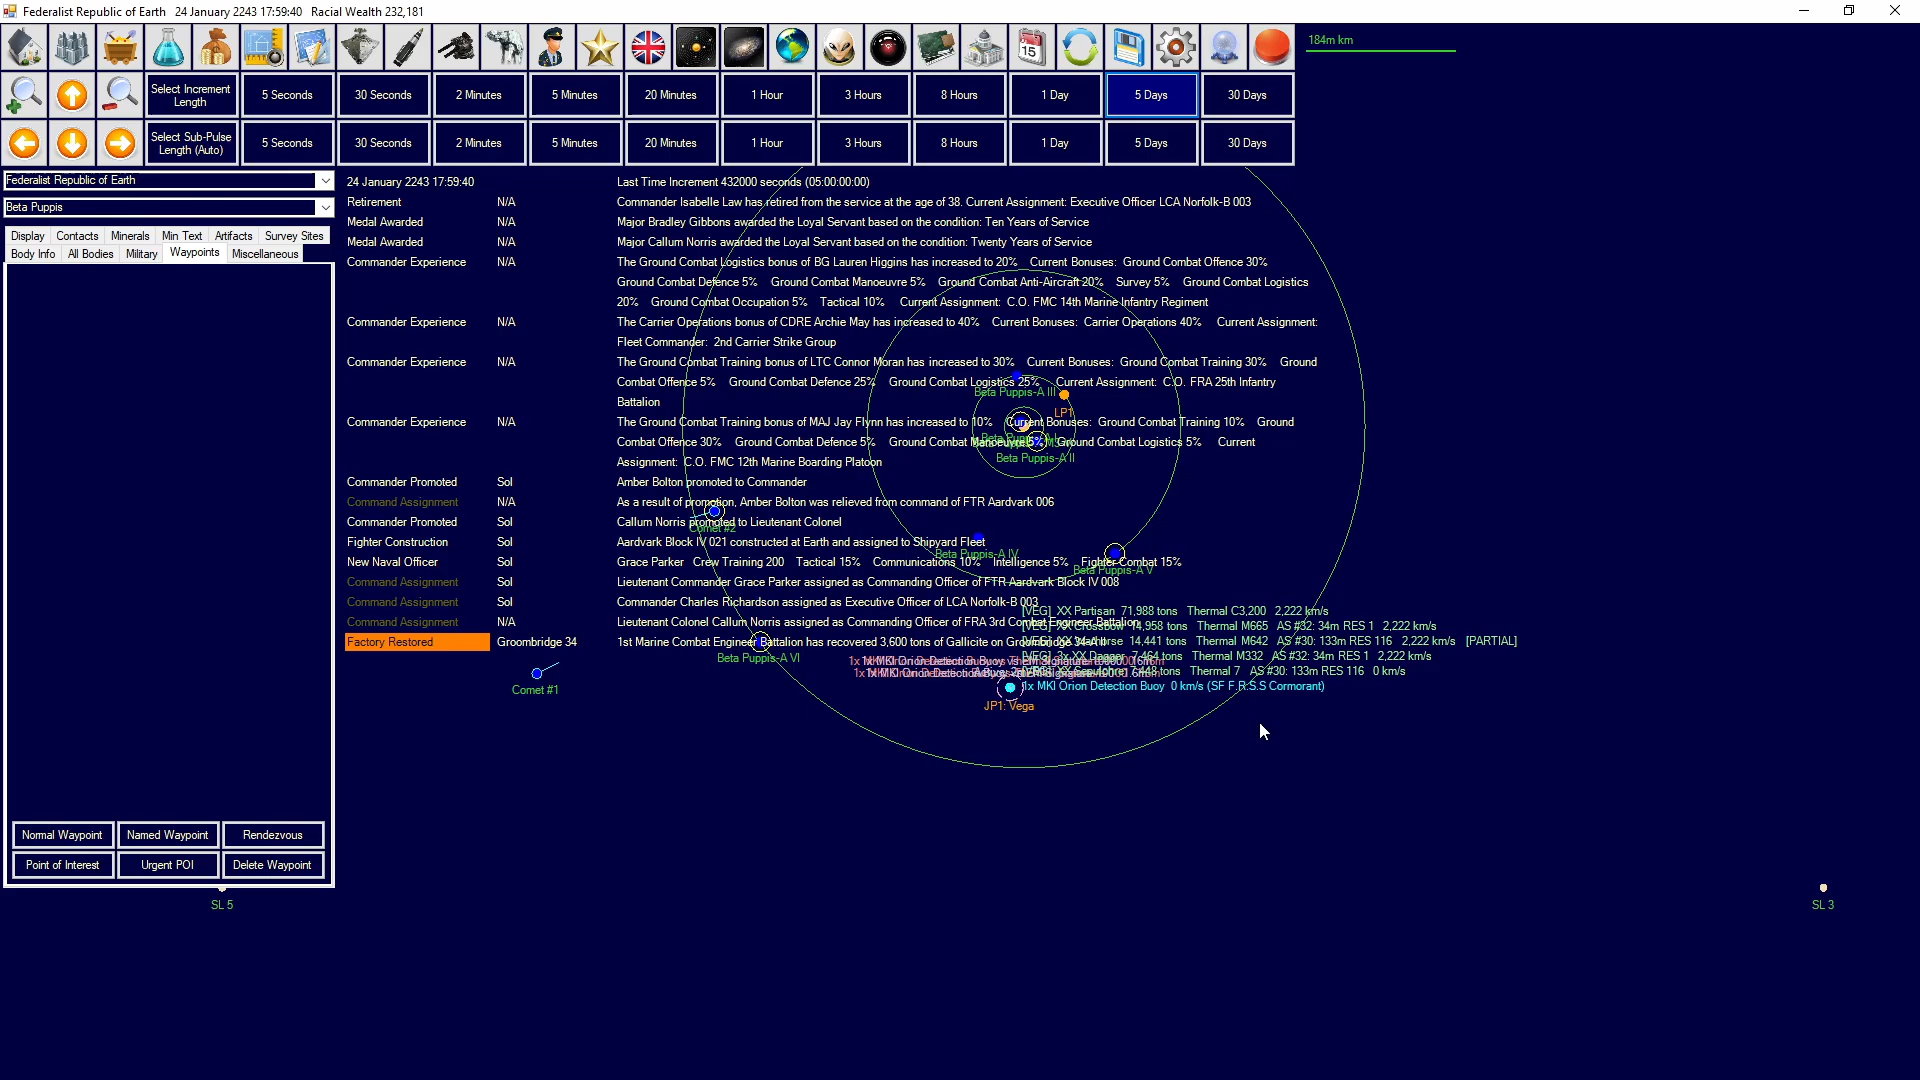 Federalist Republic of Earth   24 January 2243 17:59:40   Racial Wealth 232,181
184m km
15
Select Increment Length
5 Seconds
30 Seconds
2 Minutes
5 Minutes
20 Minutes
1 Hour
3 Hours
8 Hours
1 Day
5 Days
30 Days
Select Sub-Pulse Length (Auto)
5 Seconds
30 Seconds
2 Minutes
5 Minutes
20 Minutes
1 Hour
3 Hours
8 Hours
1 Day
5 Days
30 Days
Federalist Republic of Earth
Beta Puppis
Display Contacts Minerals Min Text Artifacts Survey Sites
Body Info All Bodies Military Waypoints Miscellaneous
24 January 2243 17:59:40 Last Time Increment 432000 seconds (05:00:00:00)
Retirement N/A Commander Isabelle Law has retired from the service at the age of 38. Current Assignment: Executive Officer LCA Norfolk-B 003
Medal Awarded N/A Major Bradley Gibbons awarded the Loyal Servant based on the condition: Ten Years of Service
Medal Awarded N/A Major Callum Norris awarded the Loyal Servant based on the condition: Twenty Years of Service
Commander Experience N/A The Ground Combat Logistics bonus of BG Lauren Higgins has increased to 20% Current Bonuses: Ground Combat Offence 30%
Ground Combat Defence 5% Ground Combat Manoeuvre 5% Ground Combat Anti-Aircraft 20% Survey 5% Ground Combat Logistics
20% Ground Combat Occupation 5% Tactical 10% Current Assignment: C.O. FMC 14th Marine Infantry Regiment
Commander Experience N/A The Carrier Operations bonus of CDRE Archie May has increased to 40% Current Bonuses: Carrier Operations 40% Current Assignment:
Fleet Commander: 2nd Carrier Strike Group
Commander Experience N/A The Ground Combat Training bonus of LTC Connor Moran has increased to 30% Current Bonuses: Ground Combat Training 30% Ground
Combat Offence 5% Ground Combat Defence 25% Ground Combat Logistics 25% Current Assignment: C.O. FRA 25th Infantry
Beta Puppis-A III
Battalion
LP1
Commander Experience N/A The Ground Combat Training bonus of MAJ Jay Flynn has increased to 10% Current Bonuses: Ground Combat Training 10% Ground
Combat Offence 30% Ground Combat Defence 5% Ground Combat Manoeuvre 5% Ground Combat Logistics 5% Current
Beta Puppis-A II
Assignment: C.O. FMC 12th Marine Boarding Platoon
Commander Promoted Sol Amber Bolton promoted to Commander
Command Assignment N/A As a result of promotion, Amber Bolton was relieved from command of FTR Aardvark 006
Commander Promoted Sol Callum Norris promoted to Lieutenant Colonel
Comet #2
Fighter Construction Sol Aardvark Block IV 021 constructed at Earth and assigned to Shipyard Fleet
Beta Puppis-A IV
New Naval Officer Sol Grace Parker Crew Training 200 Tactical 15% Communications 10% Intelligence 5% Fighter Combat 15%
Beta Puppis-A V
Command Assignment Sol Lieutenant Commander Grace Parker assigned as Commanding Officer of FTR Aardvark Block IV 008
Command Assignment Sol Commander Charles Richardson assigned as Executive Officer of LCA Norfolk-B 003
[VEG] XX Partisan 71,988 tons Thermal C3,200 2,222 km/s
Command Assignment N/A Lieutenant Colonel Callum Norris assigned as Commanding Officer of FRA 3rd Combat Engineer Battalion
[VEG] XX Crossbow 14,958 tons Thermal M665 AS #32: 34m RES 1 2,222 km/s
Factory Restored Groombridge 34 1st Marine Combat Engineer Battalion has recovered 3,600 tons of Gallicite on Groombridge 34-A II
14,441 tons Thermal M642 AS #30: 133m RES 116 2,222 km/s [PARTIAL]
[VEG] 3x XX Dagger 7,464 tons Thermal M332 AS #32: 34m RES 1 2,222 km/s
Beta Puppis-A VI
7,448 tons Thermal 7 AS #30: 133m RES 116 0 km/s
1x MKI Orion Detection Buoy 0 km/s (SF F.R.S.S Cormorant)
Comet #1
JP1: Vega
Normal Waypoint Named Waypoint Rendezvous
Point of Interest Urgent POI Delete Waypoint
SL 5
SL 3